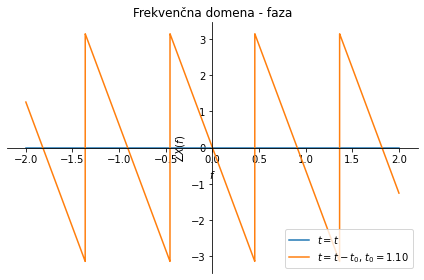 Frekvenčna domena - faza
3
2
1
0
−1
−2
−3
−2.0 −1.5 −1.0 −0.5 0.0 0.5 1.0 1.5 2.0
∠X(f)
f
t = t
t = t − t₀, t₀ = 1.10